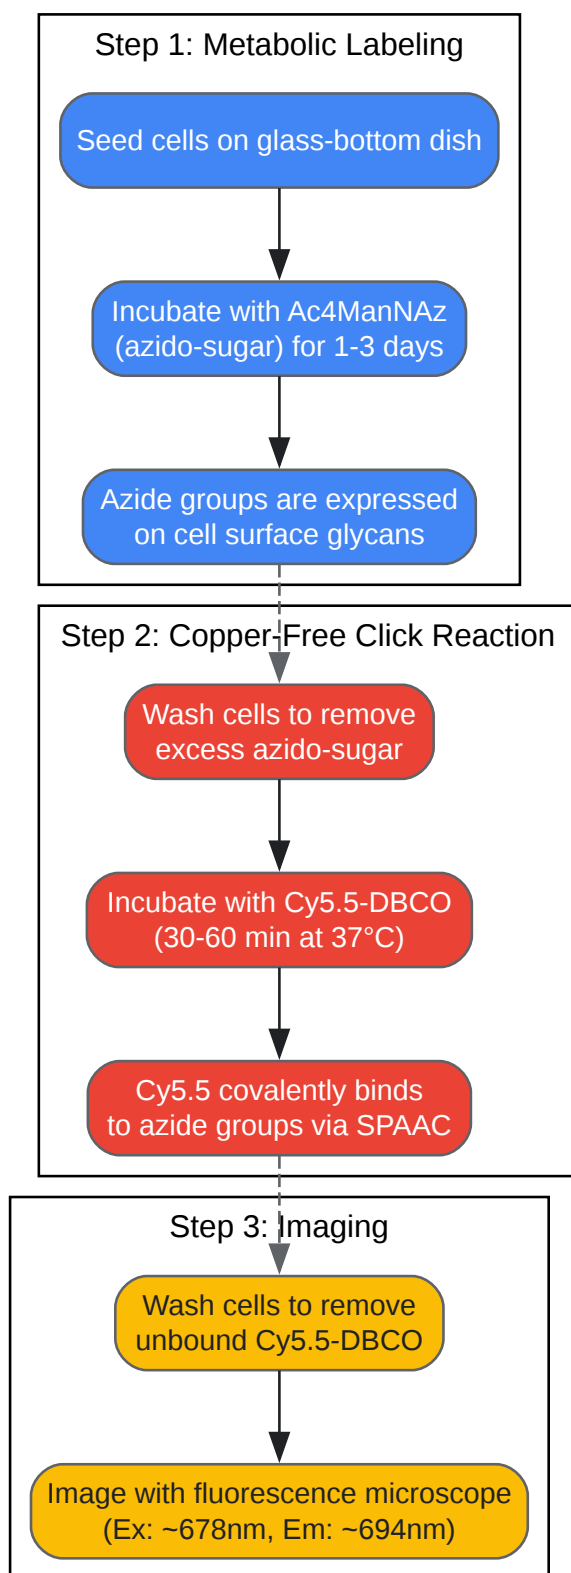 Step 1: Metabolic Labeling
Seed cells on glass-bottom dish
Incubate with Ac4ManNAz
(azido-sugar) for 1-3 days
Azide groups are expressed
on cell surface glycans
Step 2: Copper-Free Click Reaction
Wash cells to remove
excess azido-sugar
Incubate with Cy5.5-DBCO
(30-60 min at 37°C)
Cy5.5 covalently binds
to azide groups via SPAAC
Step 3: Imaging
Wash cells to remove
unbound Cy5.5-DBCO
Image with fluorescence microscope
(Ex: ~678nm, Em: ~694nm)